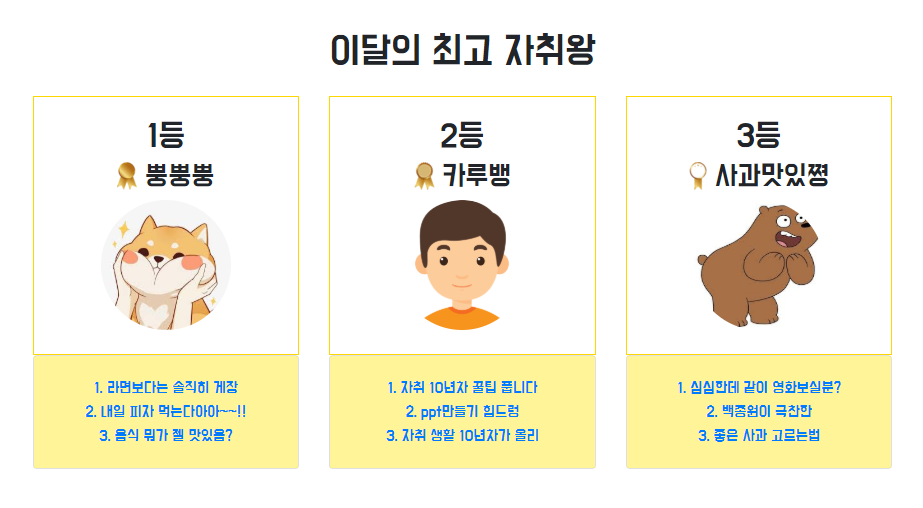 이달의 최고 자취왕
1등
뿡뿡뿡
1. 라면보다는 솔직히 게장
2. 내일 피자 먹는다아아~~!!
3. 음식 뭐가 젤 맛있음?
2등
카루뱅
1. 자취 10년차 꿀팁 풉니다
2. ppt만들기 힘드렁
3. 자취 생활 10년차가 올리
3등
사과맛있쪙
1. 심심한데 같이 영화보실분?
2. 백종원이 극찬한
3. 좋은 사과 고르는법